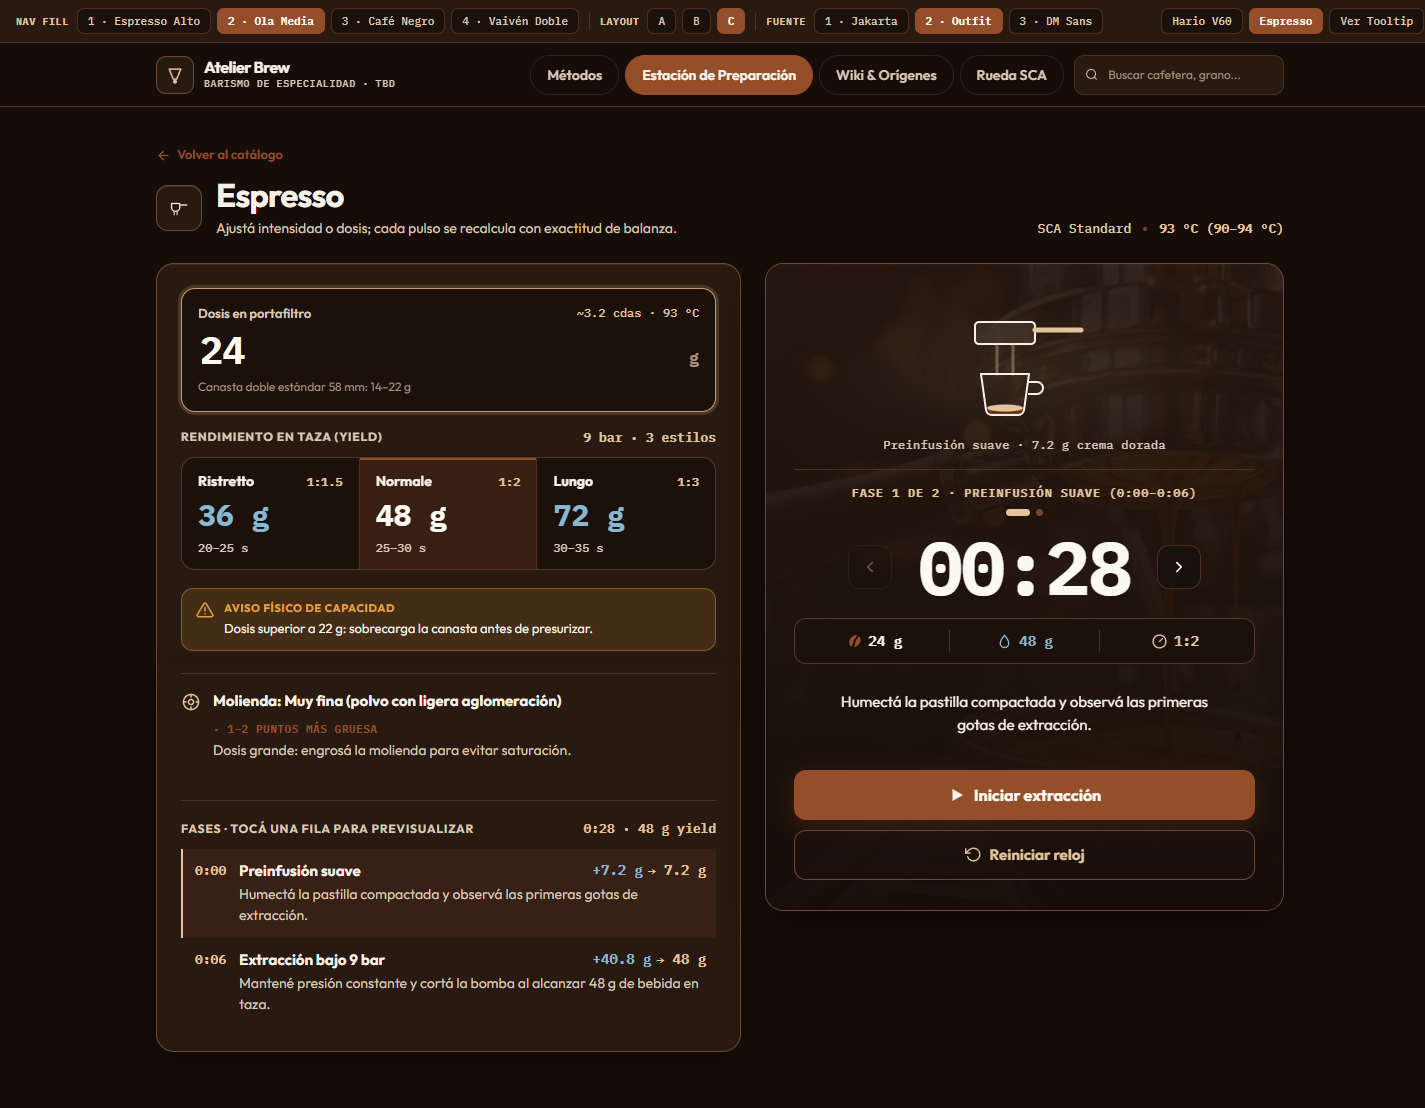 NAV FILL 1 · Espresso Alto 2 · Ola Media 3 · Café Negro 4 · Vaivén Doble LAYOUT A B C FUENTE 1 · Jakarta 2 · Outfit 3 · DM Sans Hario V60 Espresso Ver Tooltip
Atelier Brew
BARISMO DE ESPECIALIDAD · TBD
Métodos Estación de Preparación Wiki & Orígenes Rueda SCA Buscar cafetera, grano...
← Volver al catálogo
Espresso
Ajustá intensidad o dosis; cada pulso se recalcula con exactitud de balanza.
SCA Standard • 93 °C (90–94 °C)
Dosis en portafiltro ~3.2 cdas · 93 °C
24 g
Canasta doble estándar 58 mm: 14–22 g
RENDIMIENTO EN TAZA (YIELD) 9 bar · 3 estilos
Ristretto 1:1.5 Normale 1:2 Lungo 1:3
36 g 48 g 72 g
20–25 s 25–30 s 30–35 s
AVISO FÍSICO DE CAPACIDAD
Dosis superior a 22 g: sobrecarga la canasta antes de presurizar.
Molienda: Muy fina (polvo con ligera aglomeración)
· 1–2 PUNTOS MÁS GRUESA
Dosis grande: engrosá la molienda para evitar saturación.
FASES · TOCÁ UNA FILA PARA PREVISUALIZAR 0:28 · 48 g yield
0:00 Preinfusión suave +7.2 g → 7.2 g
Humectá la pastilla compactada y observá las primeras gotas de
extracción.
0:06 Extracción bajo 9 bar +40.8 g → 48 g
Mantené presión constante y cortá la bomba al alcanzar 48 g de bebida en
taza.
Preinfusión suave · 7.2 g crema dorada
FASE 1 DE 2 · PREINFUSIÓN SUAVE (0:00–0:06)
00:28
24 g 48 g 1:2
Humectá la pastilla compactada y observá las primeras
gotas de extracción.
Iniciar extracción
Reiniciar reloj